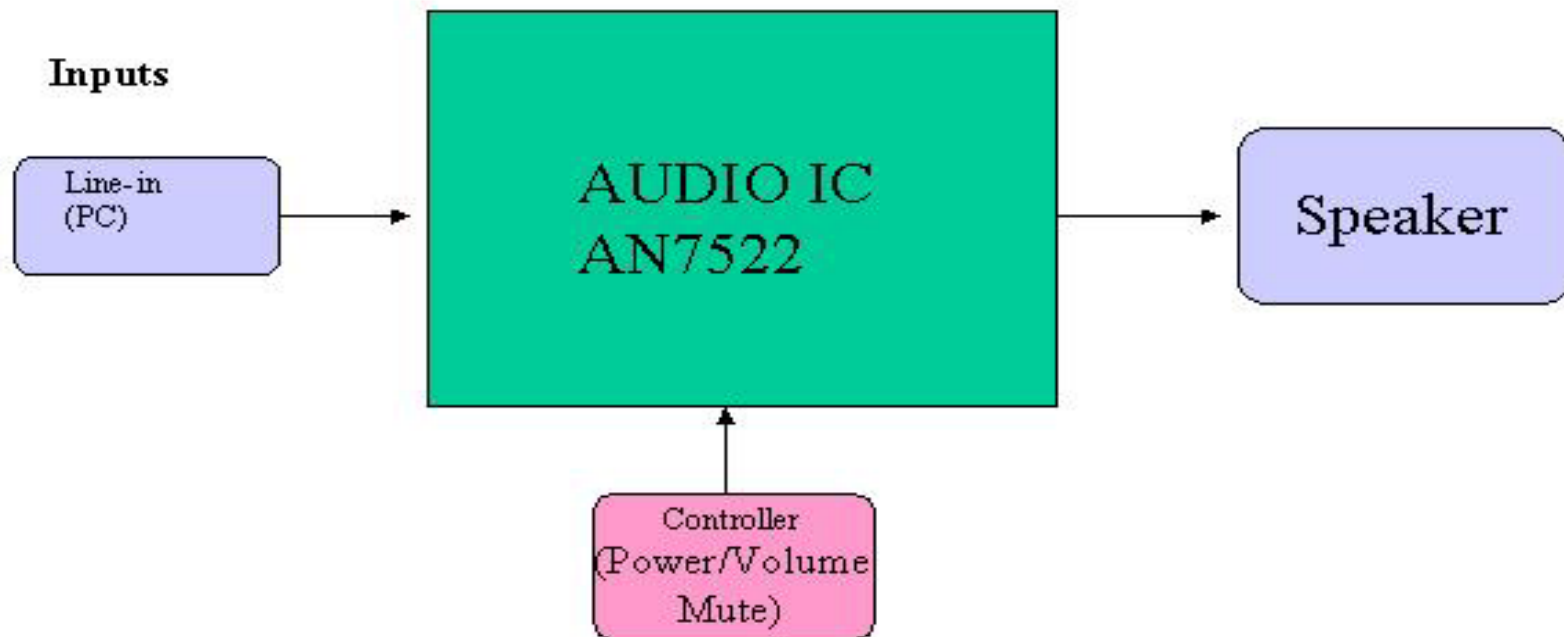 Inputs
Line-in
(PC)
AUDIO IC
AN7522
Speaker
Controller
(Power/Volume
Mute)